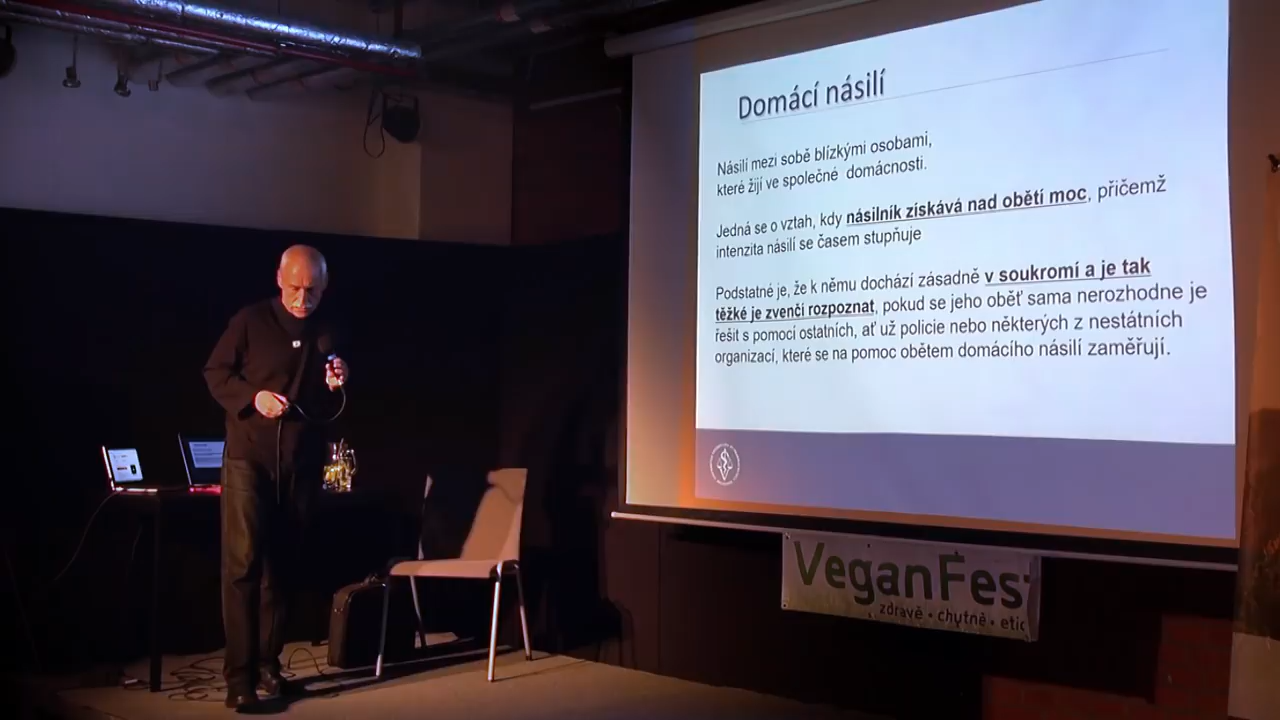 Domácí násilí
Násilí mezi sobě blízkými osobami,
které žijí ve společné domácnosti.
Jedná se o vztah, kdy násilník získává nad obětí moc, přičemž
intenzita násilí se časem stupňuje
Podstatné je, že k němu dochází zásadně v soukromí a je tak
těžké je zvenčí rozpoznat, pokud se jeho oběť sama nerozhodne je
řešit s pomocí ostatních, ať už policie nebo některých z nestátních
organizací, které se na pomoc obětem domácího násilí zaměřují.
VeganFes
zdravě • chutně • etic